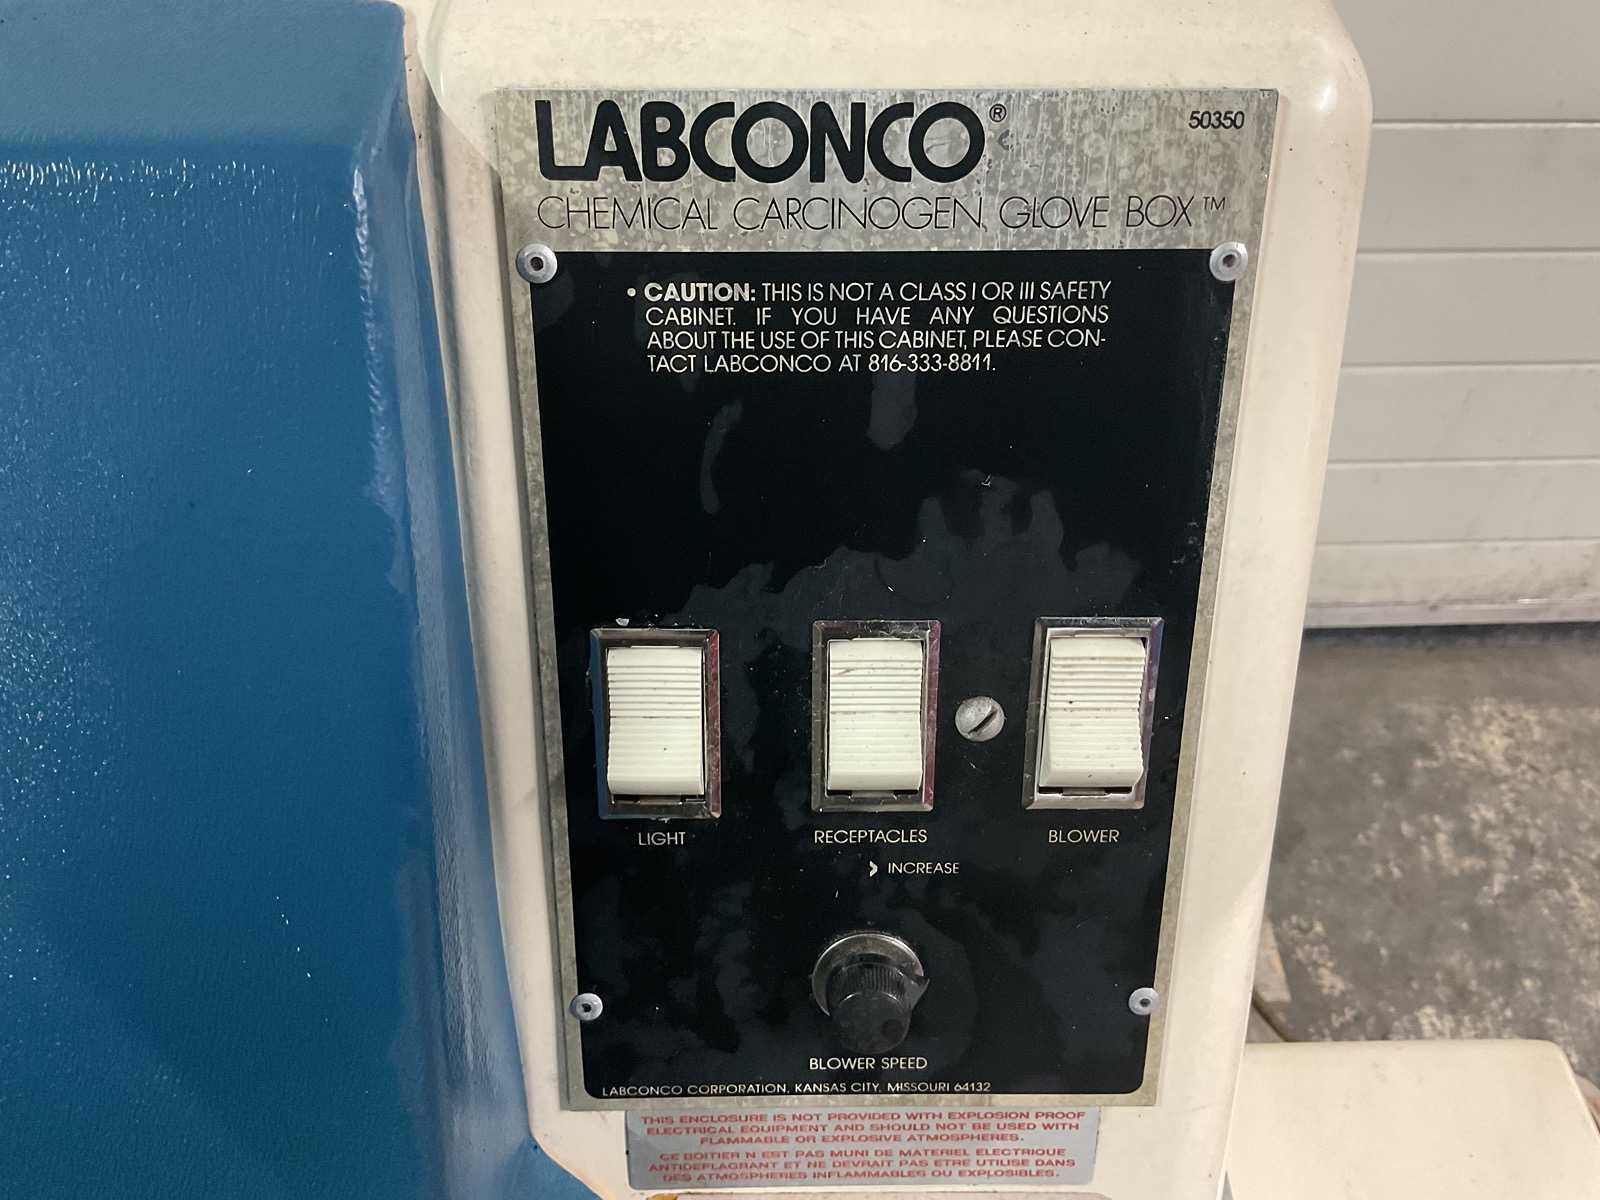 LABCONCO®
50350
CHEMICAL CARCINOGEN GLOVE BOX™
• CAUTION: THIS IS NOT A CLASS I OR III SAFETY
CABINET. IF YOU HAVE ANY QUESTIONS
ABOUT THE USE OF THIS CABINET, PLEASE CON-
TACT LABCONCO AT 816-333-8811.
LIGHT
RECEPTACLES
BLOWER
INCREASE
BLOWER SPEED
LABCONCO CORPORATION, KANSAS CITY, MISSOURI 64132
THIS ENCLOSURE IS NOT PROVIDED WITH EXPLOSION PROOF
ELECTRICAL EQUIPMENT AND SHOULD NOT BE USED WITH
FLAMMABLE OR EXPLOSIVE ATMOSPHERES.
CE BOITIER N EST PAS MUNI DE MATERIEL ELECTRIQUE
ANTIDEFLAGRANT ET NE DEVRAIT PAS ETRE UTILISE DANS
DES ATMOSPHERES INFLAMMABLES OU EXPLOSIBLES.